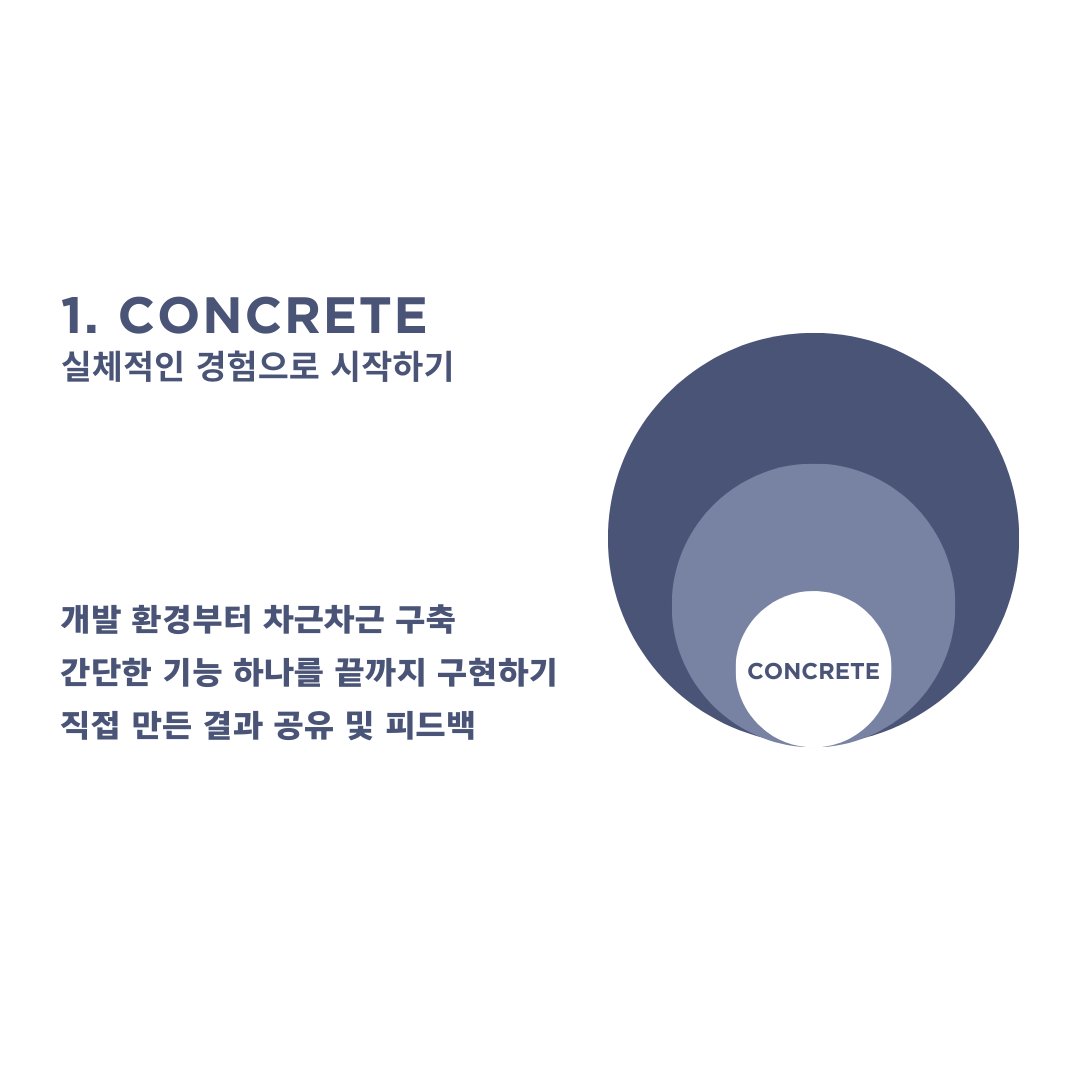 1. CONCRETE
실체적인 경험으로 시작하기
개발 환경부터 차근차근 구축
간단한 기능 하나를 끝까지 구현하기
직접 만든 결과 공유 및 피드백
CONCRETE